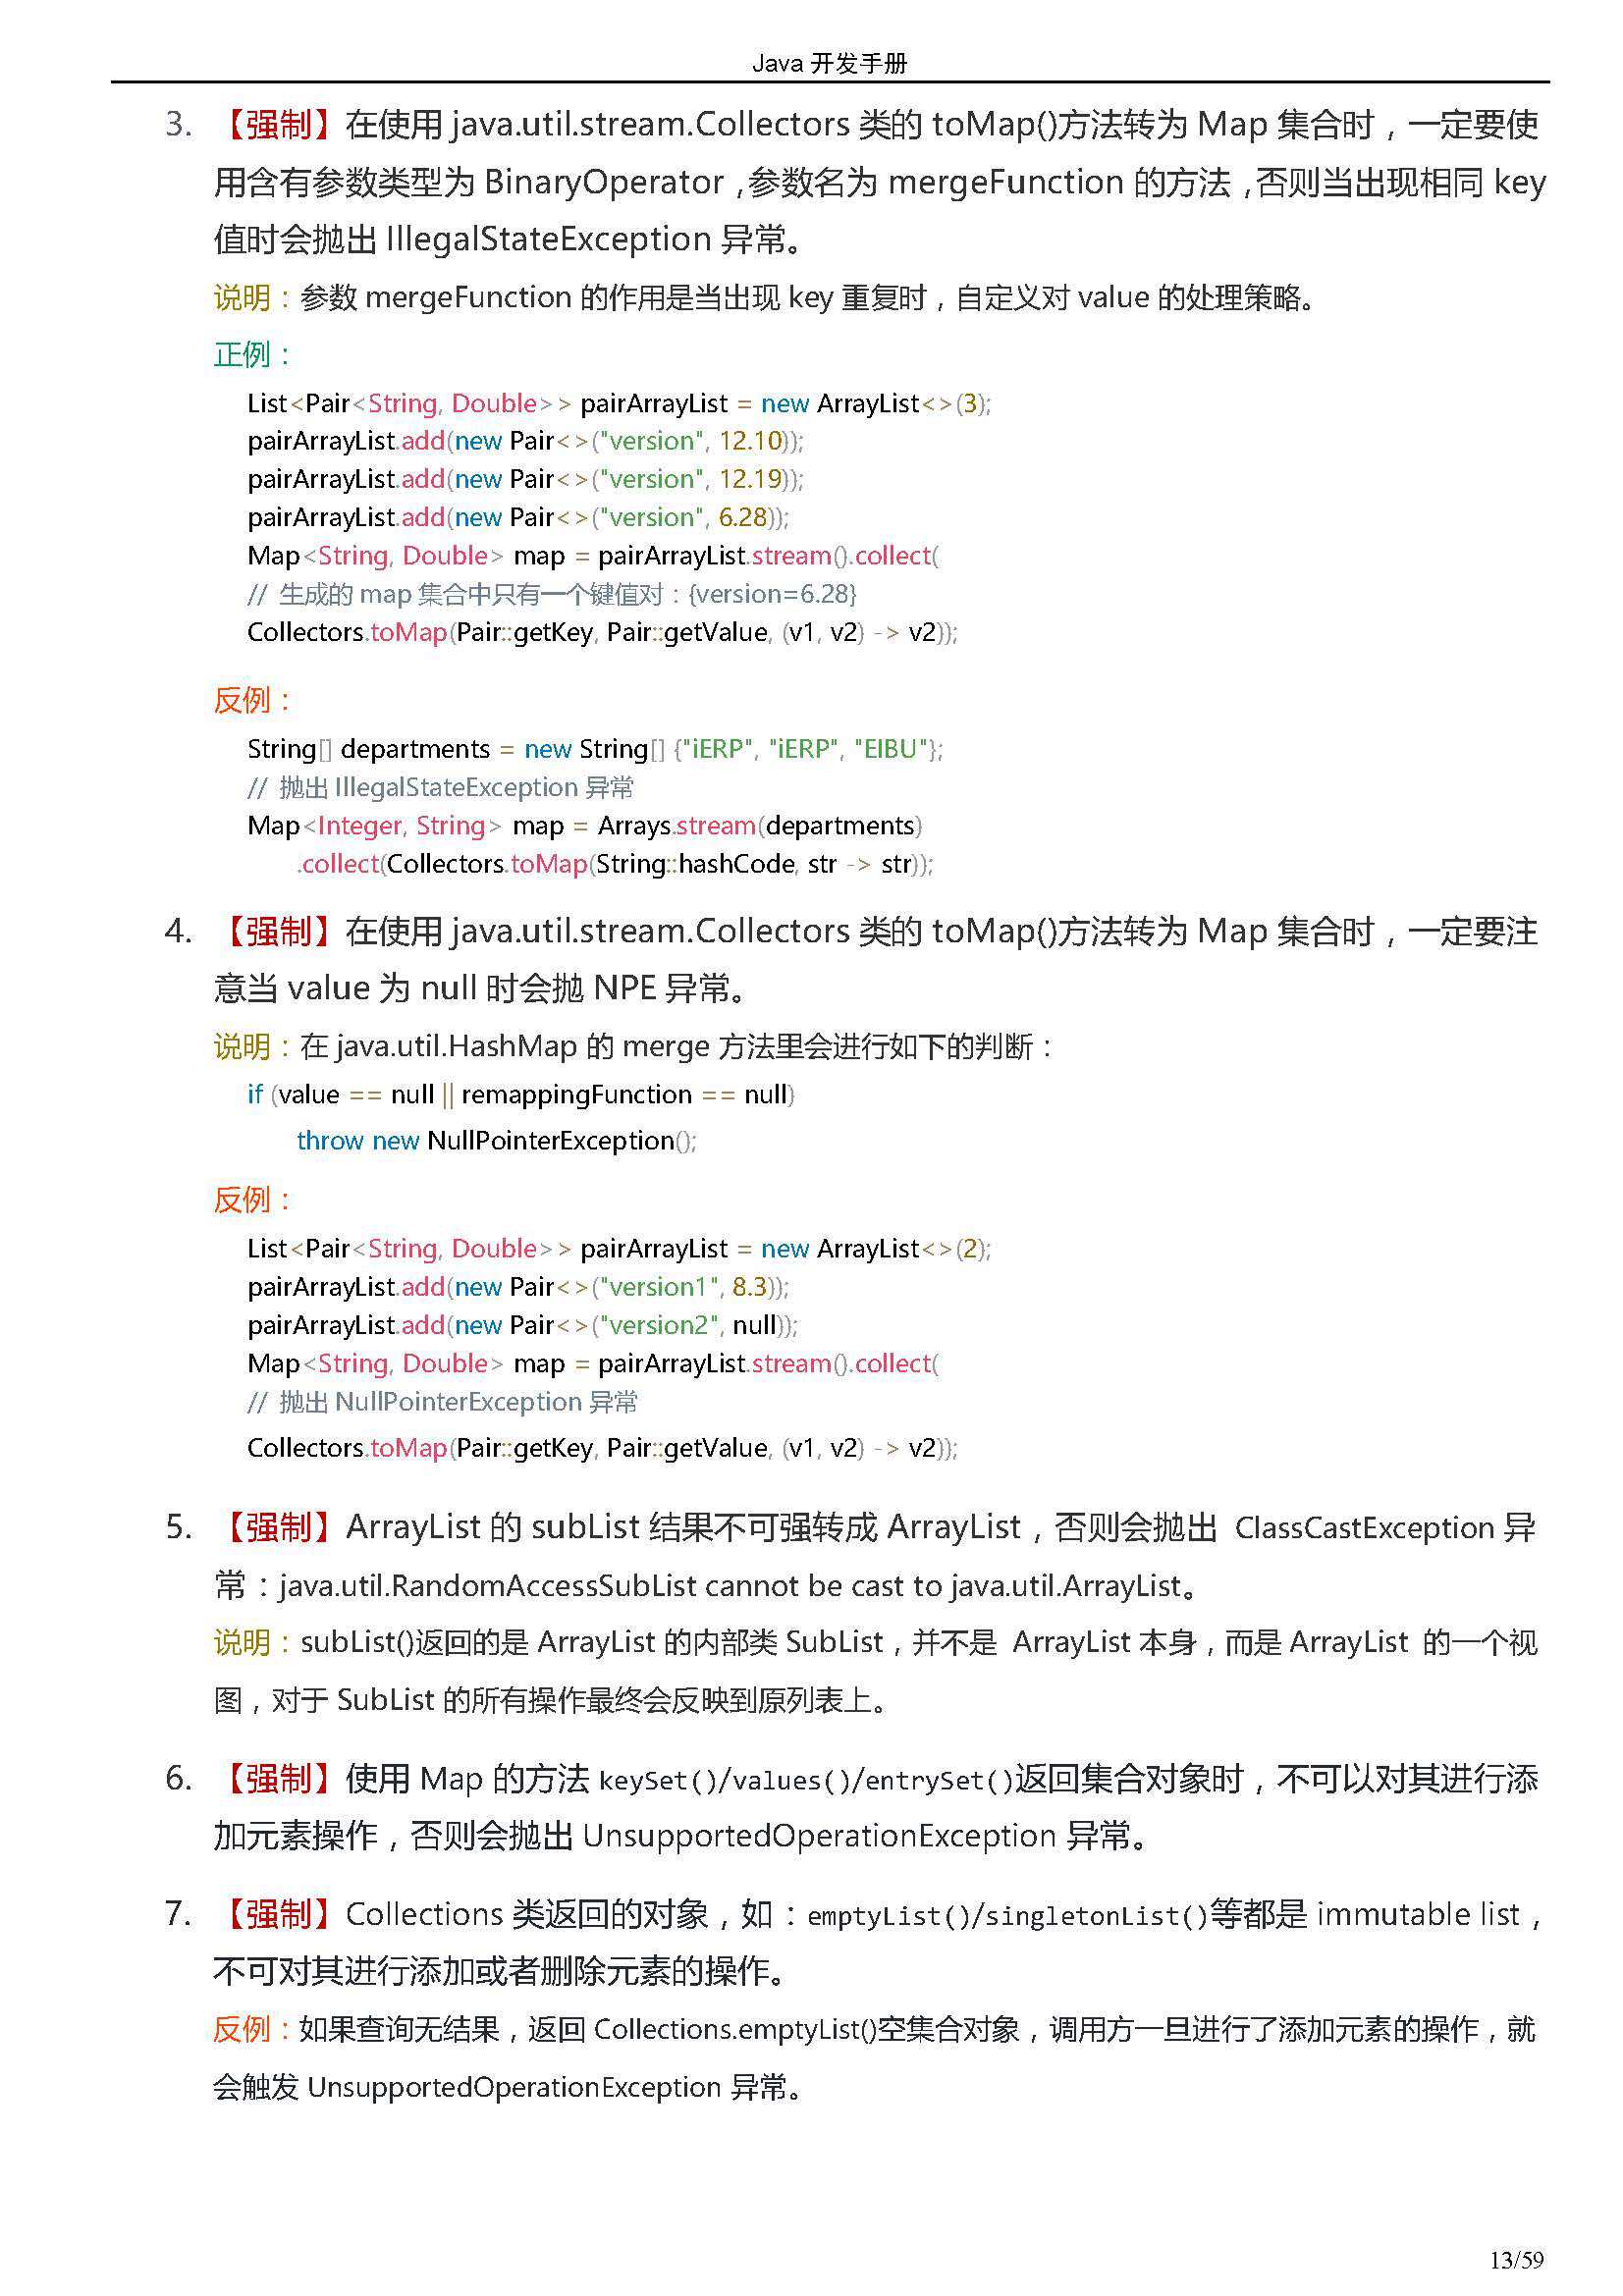 Java 开发手册
3. 【强制】在使用 java.util.stream.Collectors 类的 toMap()方法转为 Map 集合时，一定要使
用含有参数类型为 BinaryOperator，参数名为 mergeFunction 的方法，否则当出现相同 key
值时会抛出 IllegalStateException 异常。
说明：参数 mergeFunction 的作用是当出现 key 重复时，自定义对 value 的处理策略。
正例：
List<Pair<String, Double>> pairArrayList = new ArrayList<>(3);
pairArrayList.add(new Pair<>("version", 12.10));
pairArrayList.add(new Pair<>("version", 12.19));
pairArrayList.add(new Pair<>("version", 6.28));
Map<String, Double> map = pairArrayList.stream().collect(
// 生成的 map 集合中只有一个键值对：{version=6.28}
Collectors.toMap(Pair::getKey, Pair::getValue, (v1, v2) -> v2));
反例：
String[] departments = new String[] {"iERP", "iERP", "EIBU"};
// 抛出 IllegalStateException 异常
Map<Integer, String> map = Arrays.stream(departments)
.collect(Collectors.toMap(String::hashCode, str -> str));
4. 【强制】在使用 java.util.stream.Collectors 类的 toMap()方法转为 Map 集合时，一定要注
意当 value 为 null 时会抛 NPE 异常。
说明：在 java.util.HashMap 的 merge 方法里会进行如下的判断：
if (value == null || remappingFunction == null)
throw new NullPointerException();
反例：
List<Pair<String, Double>> pairArrayList = new ArrayList<>(2);
pairArrayList.add(new Pair<>("version1", 8.3));
pairArrayList.add(new Pair<>("version2", null));
Map<String, Double> map = pairArrayList.stream().collect(
// 抛出 NullPointerException 异常
Collectors.toMap(Pair::getKey, Pair::getValue, (v1, v2) -> v2));
5. 【强制】ArrayList 的 subList 结果不可强转成 ArrayList，否则会抛出 ClassCastException 异
常：java.util.RandomAccessSubList cannot be cast to java.util.ArrayList。
说明：subList()返回的是 ArrayList 的内部类 SubList，并不是 ArrayList 本身，而是 ArrayList 的一个视
图，对于 SubList 的所有操作最终会反映到原列表上。
6. 【强制】使用 Map 的方法 keySet()/values()/entrySet()返回集合对象时，不可以对其进行添
加元素操作，否则会抛出 UnsupportedOperationException 异常。
7. 【强制】Collections 类返回的对象，如：emptyList()/singletonList()等都是 immutable list，
不可对其进行添加或者删除元素的操作。
反例：如果查询无结果，返回 Collections.emptyList()空集合对象，调用方一旦进行了添加元素的操作，就
会触发 UnsupportedOperationException 异常。
13/59